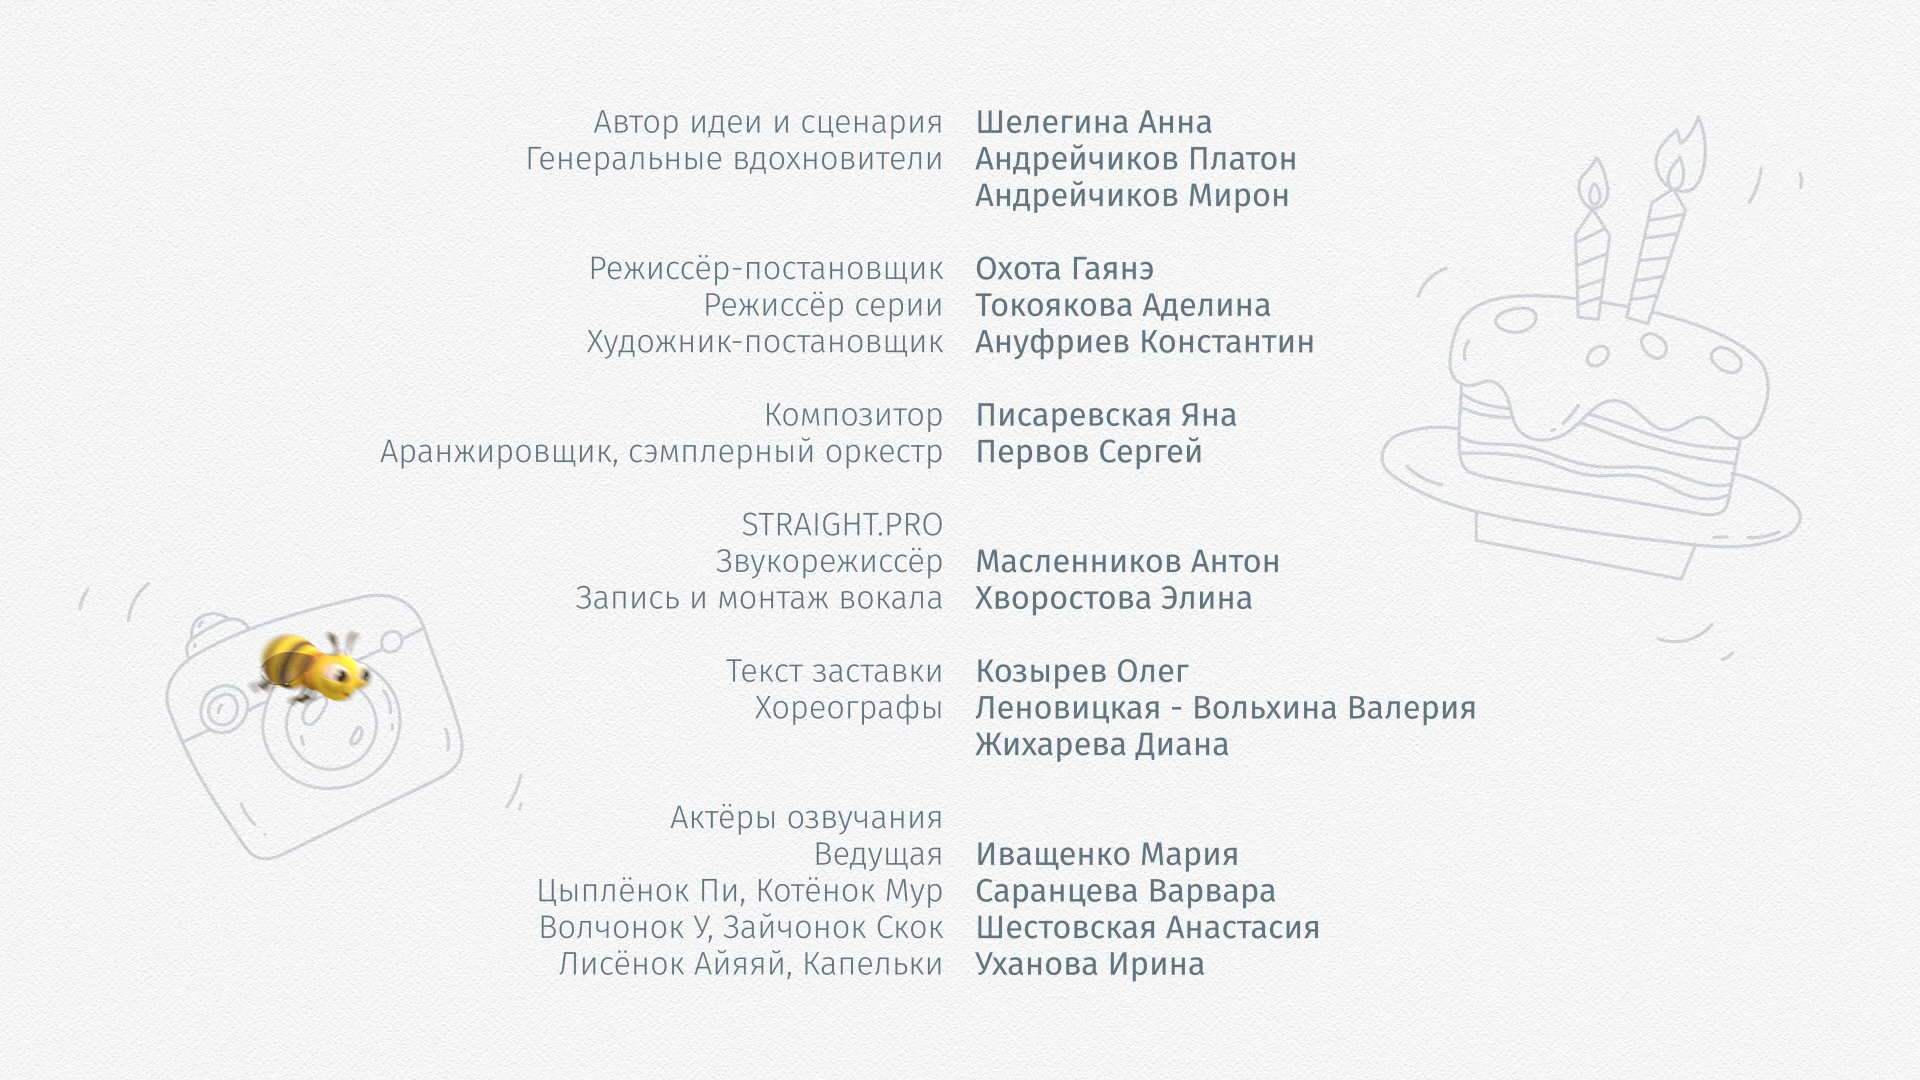 Автор идеи и сценария Шелегина Анна
Генеральные вдохновители Андрейчиков Платон
Андрейчиков Мирон
Режиссёр-постановщик Охота Гаянэ
Режиссёр серии Токоякова Аделина
Художник-постановщик Ануфриев Константин
Композитор Писаревская Яна
Аранжировщик, сэмплерный оркестр Первов Сергей
STRAIGHT.PRO
Звукорежиссёр Масленников Антон
Запись и монтаж вокала Хворостова Элина
Текст заставки Козырев Олег
Хореографы Леновицкая - Вольхина Валерия
Жихарева Диана
Актёры озвучания
Ведущая Иващенко Мария
Цыплёнок Пи, Котёнок Мур Саранцева Варвара
Волчонок У, Зайчонок Скок Шестовская Анастасия
Лисёнок Айяяй, Капельки Уханова Ирина